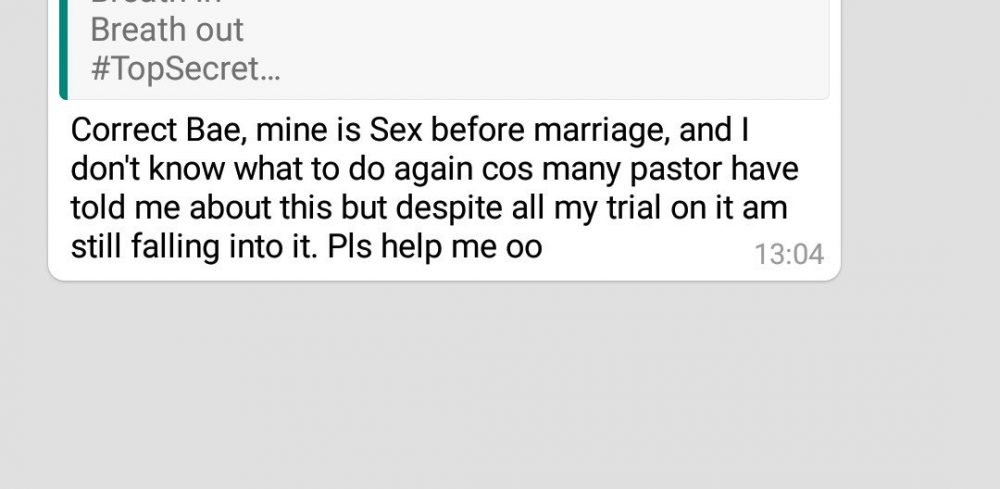 Breath in
Breath out
#TopSecret...
Correct Bae, mine is Sex before marriage, and I
don't know what to do again cos many pastor have
told me about this but despite all my trial on it am
still falling into it. Pls help me oo
13:04